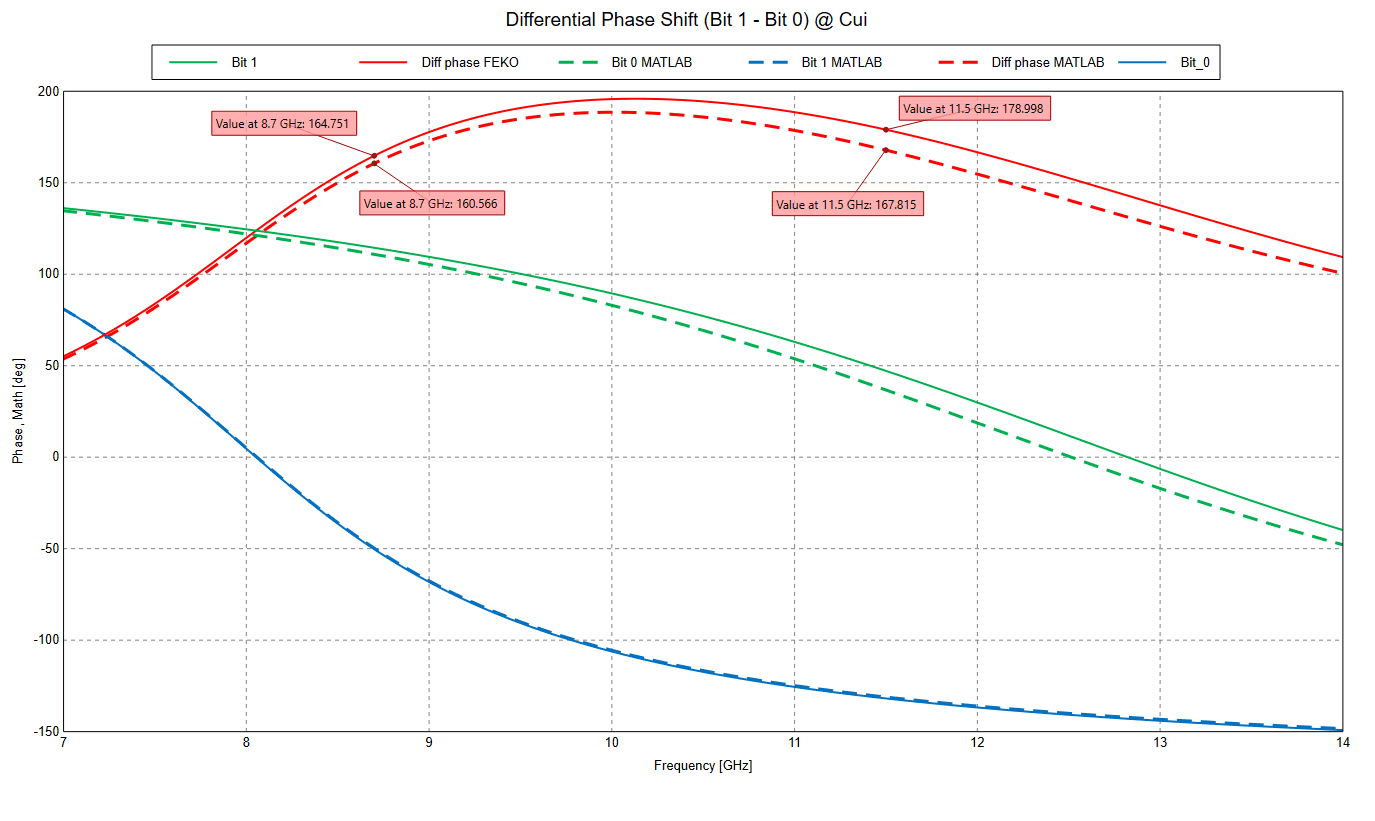 Differential Phase Shift (Bit 1 - Bit 0) @ Cui
Bit 1 Diff phase FEKO Bit 0 MATLAB Bit 1 MATLAB Diff phase MATLAB Bit_0
200
150
100
50
0
-50
-100
-150
Phase , Math [deg]
Value at 8.7 GHz: 164.751
Value at 11.5 GHz: 178.998
Value at 8.7 GHz: 160.566
Value at 11.5 GHz: 167.815
7 8 9 10 11 12 13 14
Frequency [GHz]